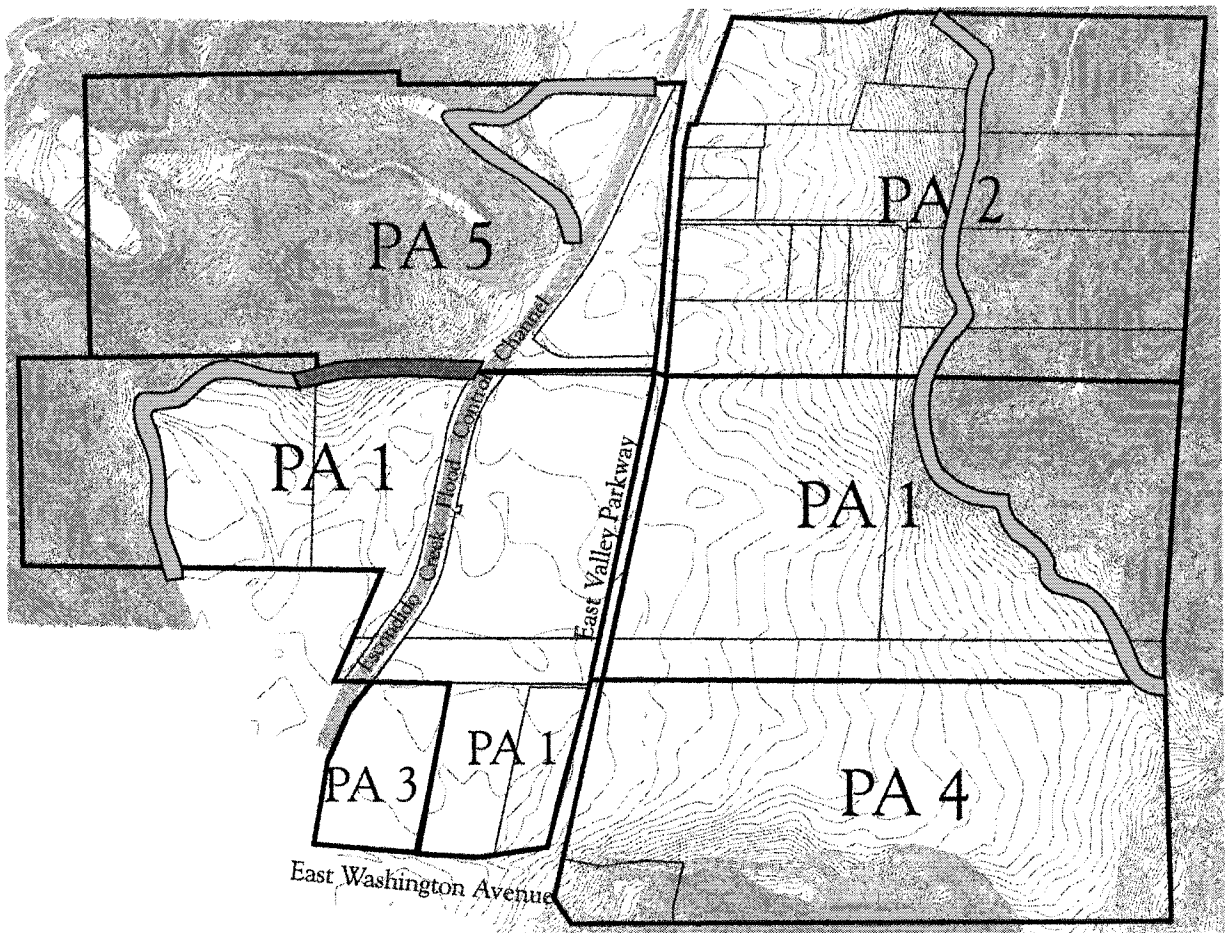 PA 2
PA 5
Escondido Creek Flood Control Channel
East Valley Parkway
PA 1
PA 1
PA 1
PA 3
PA 4
East Washington Avenue